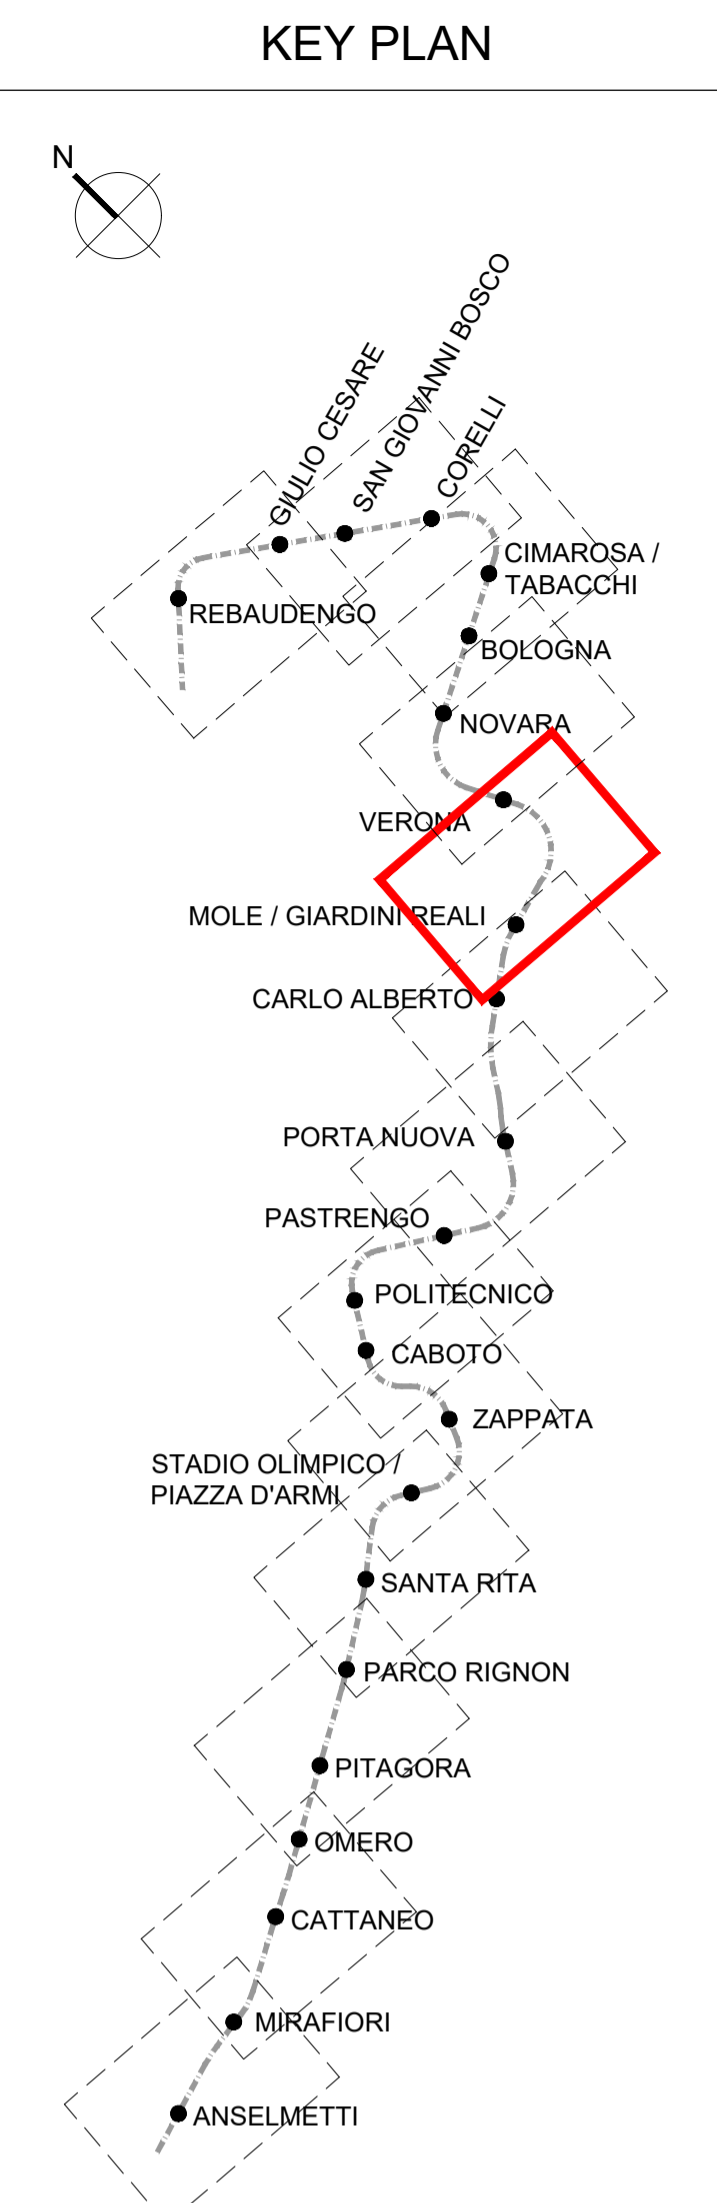 KEY PLAN
N
GIULIO CESARE
SAN GIOVANNI BOSCO
CORELLI
CIMAROSA /
TABACCHI
REBAUDENGO
BOLOGNA
NOVARA
VERONA
MOLE / GIARDINI REALI
CARLO ALBERTO
PORTA NUOVA
PASTRENGO
POLITECNICO
CABOTO
ZAPPATA
STADIO OLIMPICO /
PIAZZA D'ARMI
SANTA RITA
PARCO RIGNON
PITAGORA
OMERO
CATTANEO
MIRAFIORI
ANSELMETTI